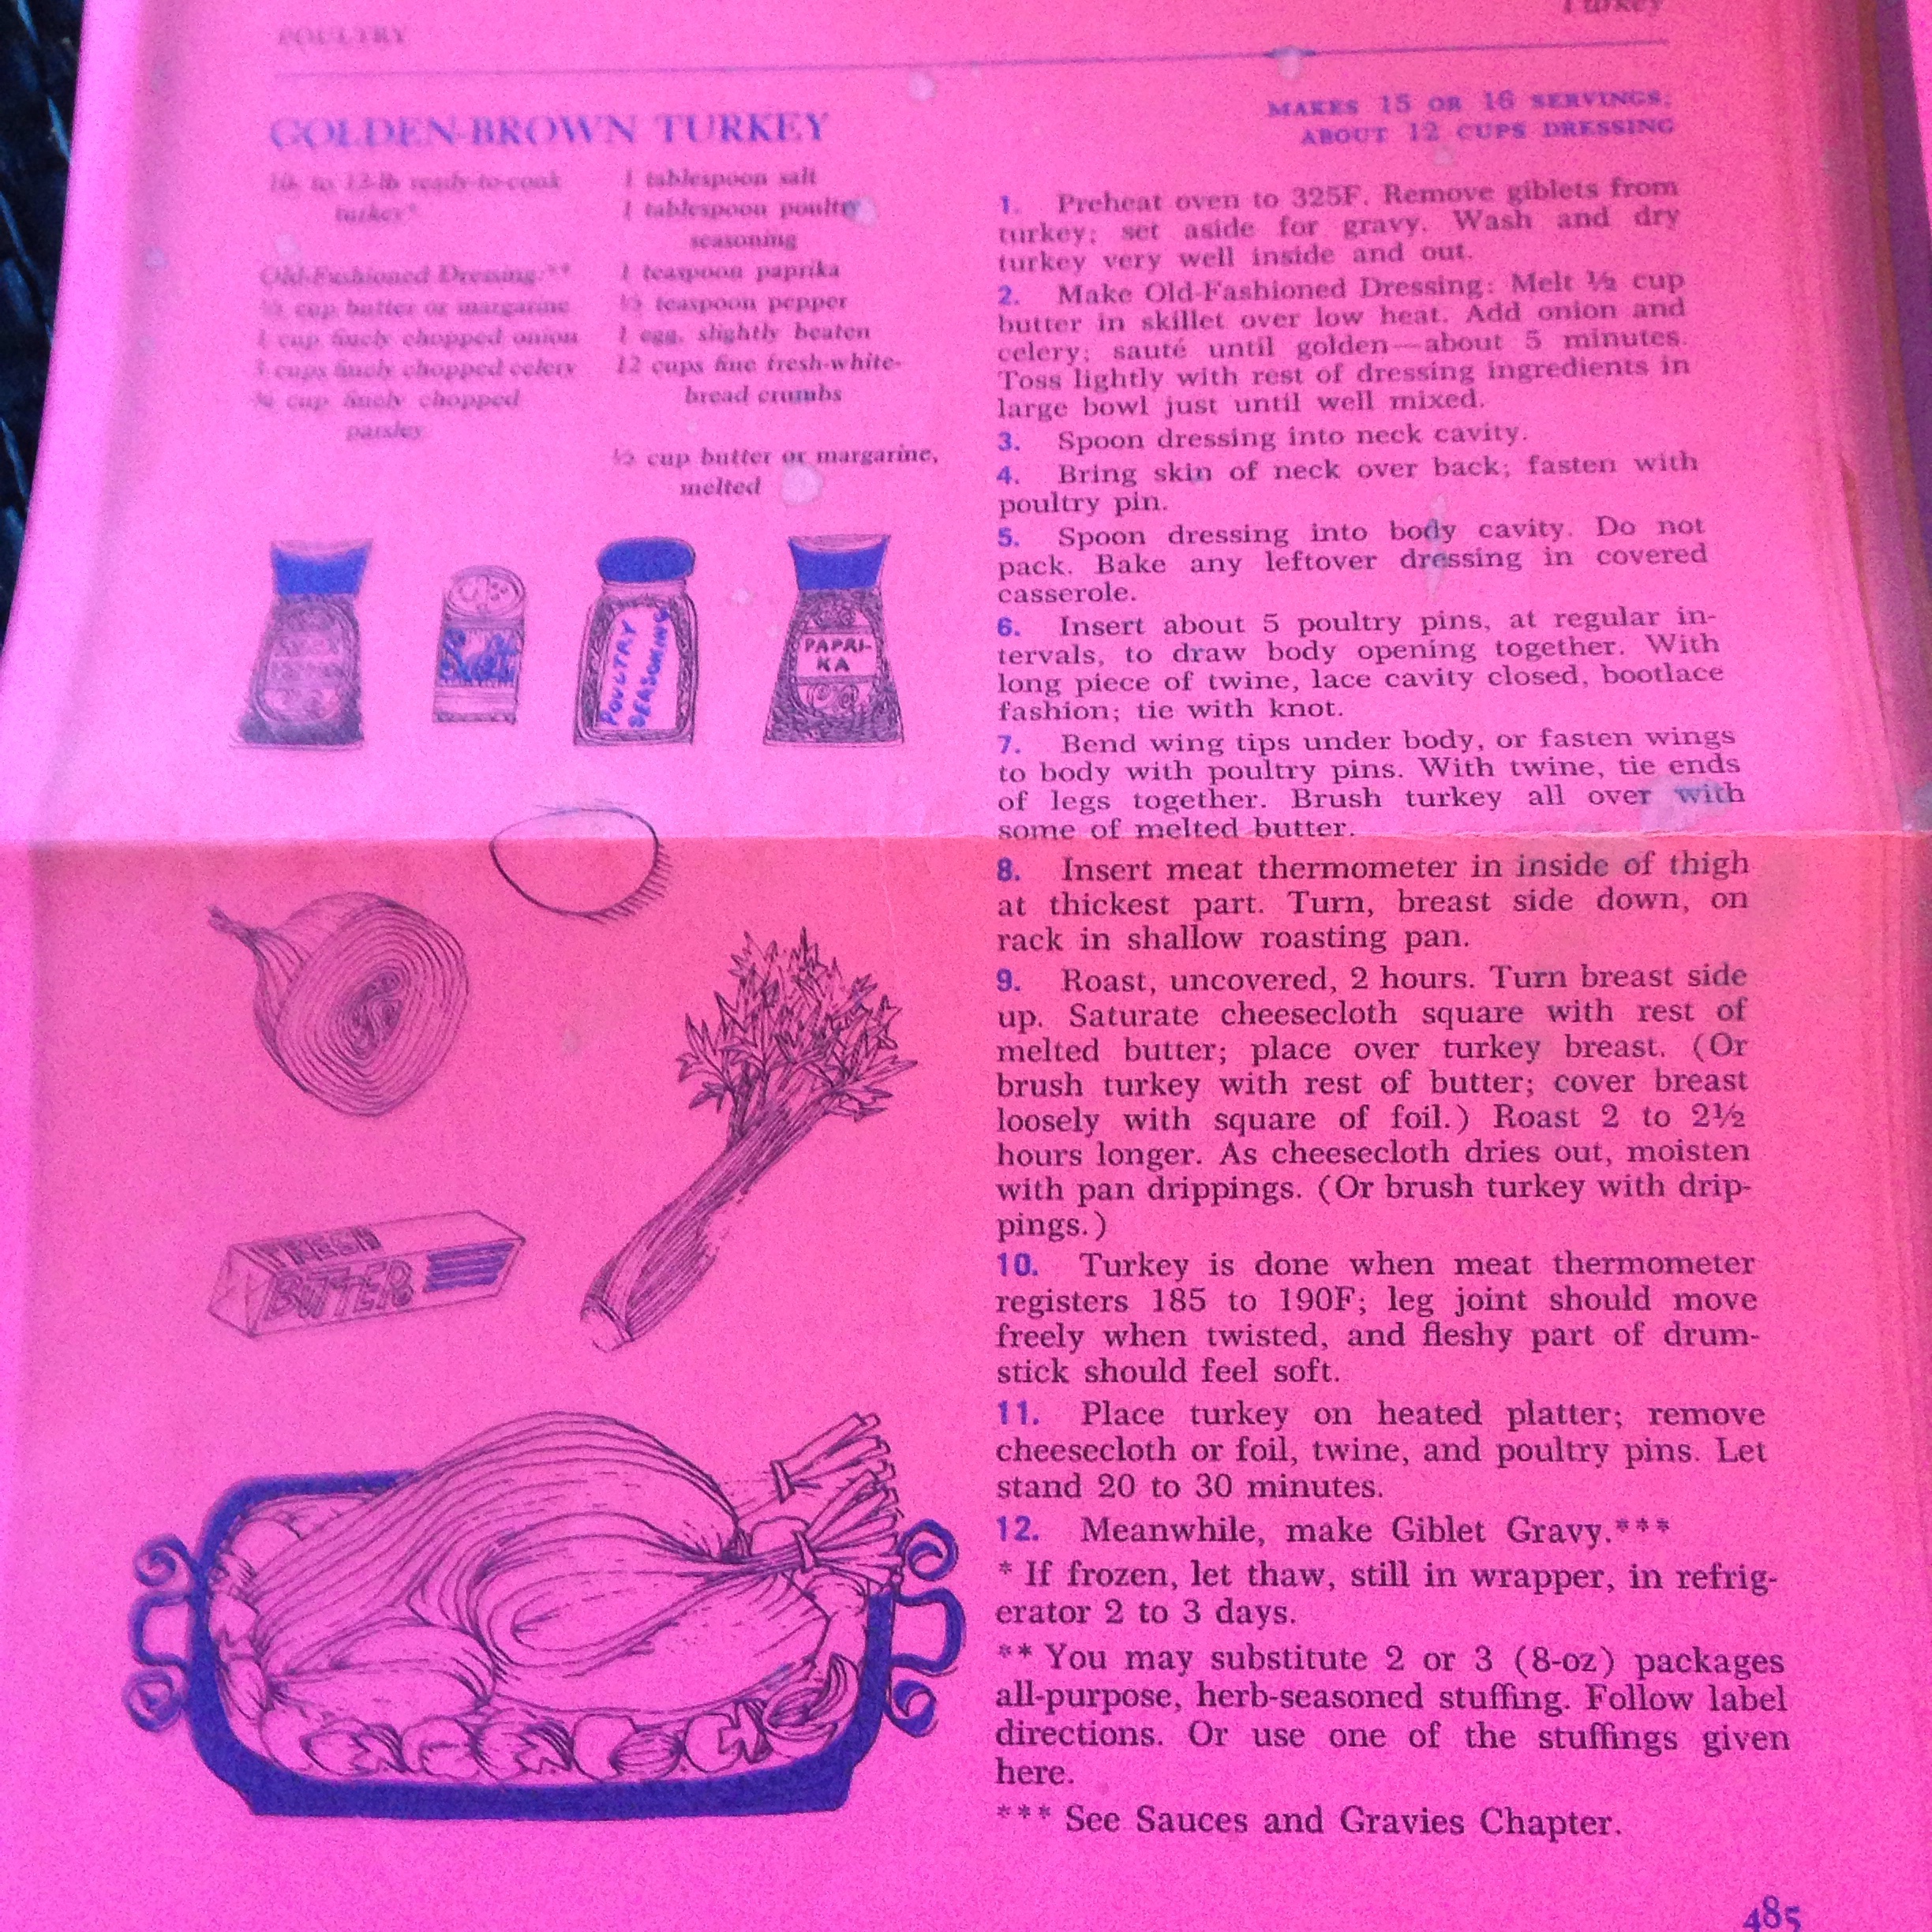 POULTRY
Turkey
GOLDEN-BROWN TURKEY
MAKES 15 OR 16 SERVINGS;
ABOUT 12 CUPS DRESSING
to 13-lb ready-to-cook
turkey*
Old-Fashioned Dressing:**
cup butter or margarine
1 cup finely chopped onion
3 cups finely chopped celery
cup finely chopped
parsley
1 tablespoon salt
1 tablespoon poultry
seasoning
1 teaspoon paprika
½ teaspoon pepper
1 egg, slightly beaten
12 cups fine fresh-white-
bread crumbs
½ cup butter or margarine,
melted
1. Preheat oven to 325F. Remove giblets from
turkey; set aside for gravy. Wash and dry
turkey very well inside and out.
2. Make Old-Fashioned Dressing: Melt ½ cup
butter in skillet over low heat. Add onion and
celery; sauté until golden—about 5 minutes.
Toss lightly with rest of dressing ingredients in
large bowl just until well mixed.
3. Spoon dressing into neck cavity.
4. Bring skin of neck over back; fasten with
poultry pin.
5. Spoon dressing into body cavity. Do not
pack. Bake any leftover dressing in covered
casserole.
6. Insert about 5 poultry pins, at regular in-
tervals, to draw body opening together. With
long piece of twine, lace cavity closed, bootlace
fashion; tie with knot.
7. Bend wing tips under body, or fasten wings
to body with poultry pins. With twine, tie ends
of legs together. Brush turkey all over with
some of melted butter.
8. Insert meat thermometer in inside of thigh
at thickest part. Turn, breast side down, on
rack in shallow roasting pan.
9. Roast, uncovered, 2 hours. Turn breast side
up. Saturate cheesecloth square with rest of
melted butter; place over turkey breast. (Or
brush turkey with rest of butter; cover breast
loosely with square of foil.) Roast 2 to 2½
hours longer. As cheesecloth dries out, moisten
with pan drippings. (Or brush turkey with drip-
pings.)
10. Turkey is done when meat thermometer
registers 185 to 190F; leg joint should move
freely when twisted, and fleshy part of drum-
stick should feel soft.
11. Place turkey on heated platter; remove
cheesecloth or foil, twine, and poultry pins. Let
stand 20 to 30 minutes.
12. Meanwhile, make Giblet Gravy.***
* If frozen, let thaw, still in wrapper, in refrig-
erator 2 to 3 days.
** You may substitute 2 or 3 (8-oz) packages
all-purpose, herb-seasoned stuffing. Follow label
directions. Or use one of the stuffings given
here.
*** See Sauces and Gravies Chapter.
PEPPER
SALT
POULTRY
SEASONING
PAPRI-
KA
FRESH
BUTTER
485